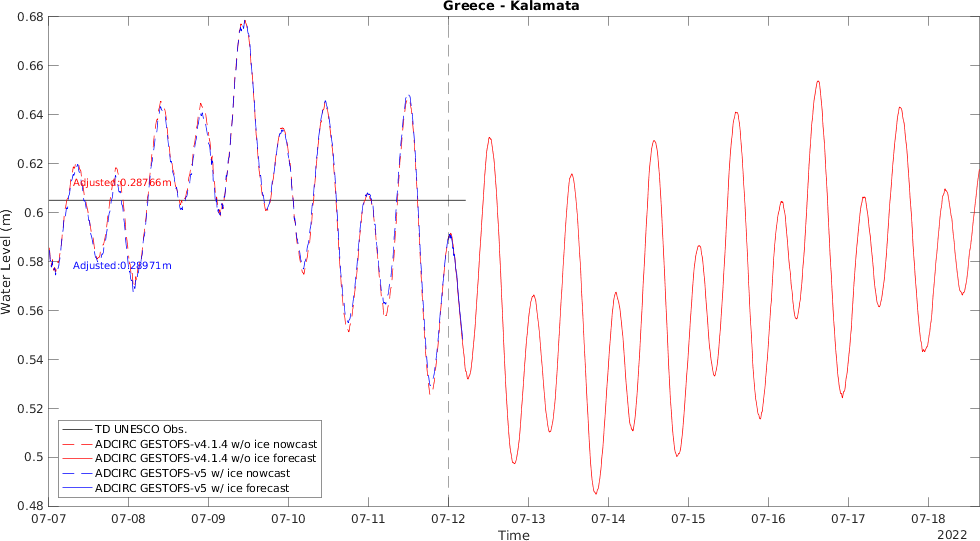 Greece - Kalamata
0.68
0.66
0.64
0.62
0.6
0.58
0.56
0.54
0.52
0.5
0.48
Water Level (m)
Adjusted:0.28766m
Adjusted:0.28971m
TD UNESCO Obs.
ADCIRC GESTOFS-v4.1.4 w/o ice nowcast
ADCIRC GESTOFS-v4.1.4 w/o ice forecast
ADCIRC GESTOFS-v5 w/ ice nowcast
ADCIRC GESTOFS-v5 w/ ice forecast
07-07 07-08 07-09 07-10 07-11 07-12 07-13 07-14 07-15 07-16 07-17 07-18
Time
2022